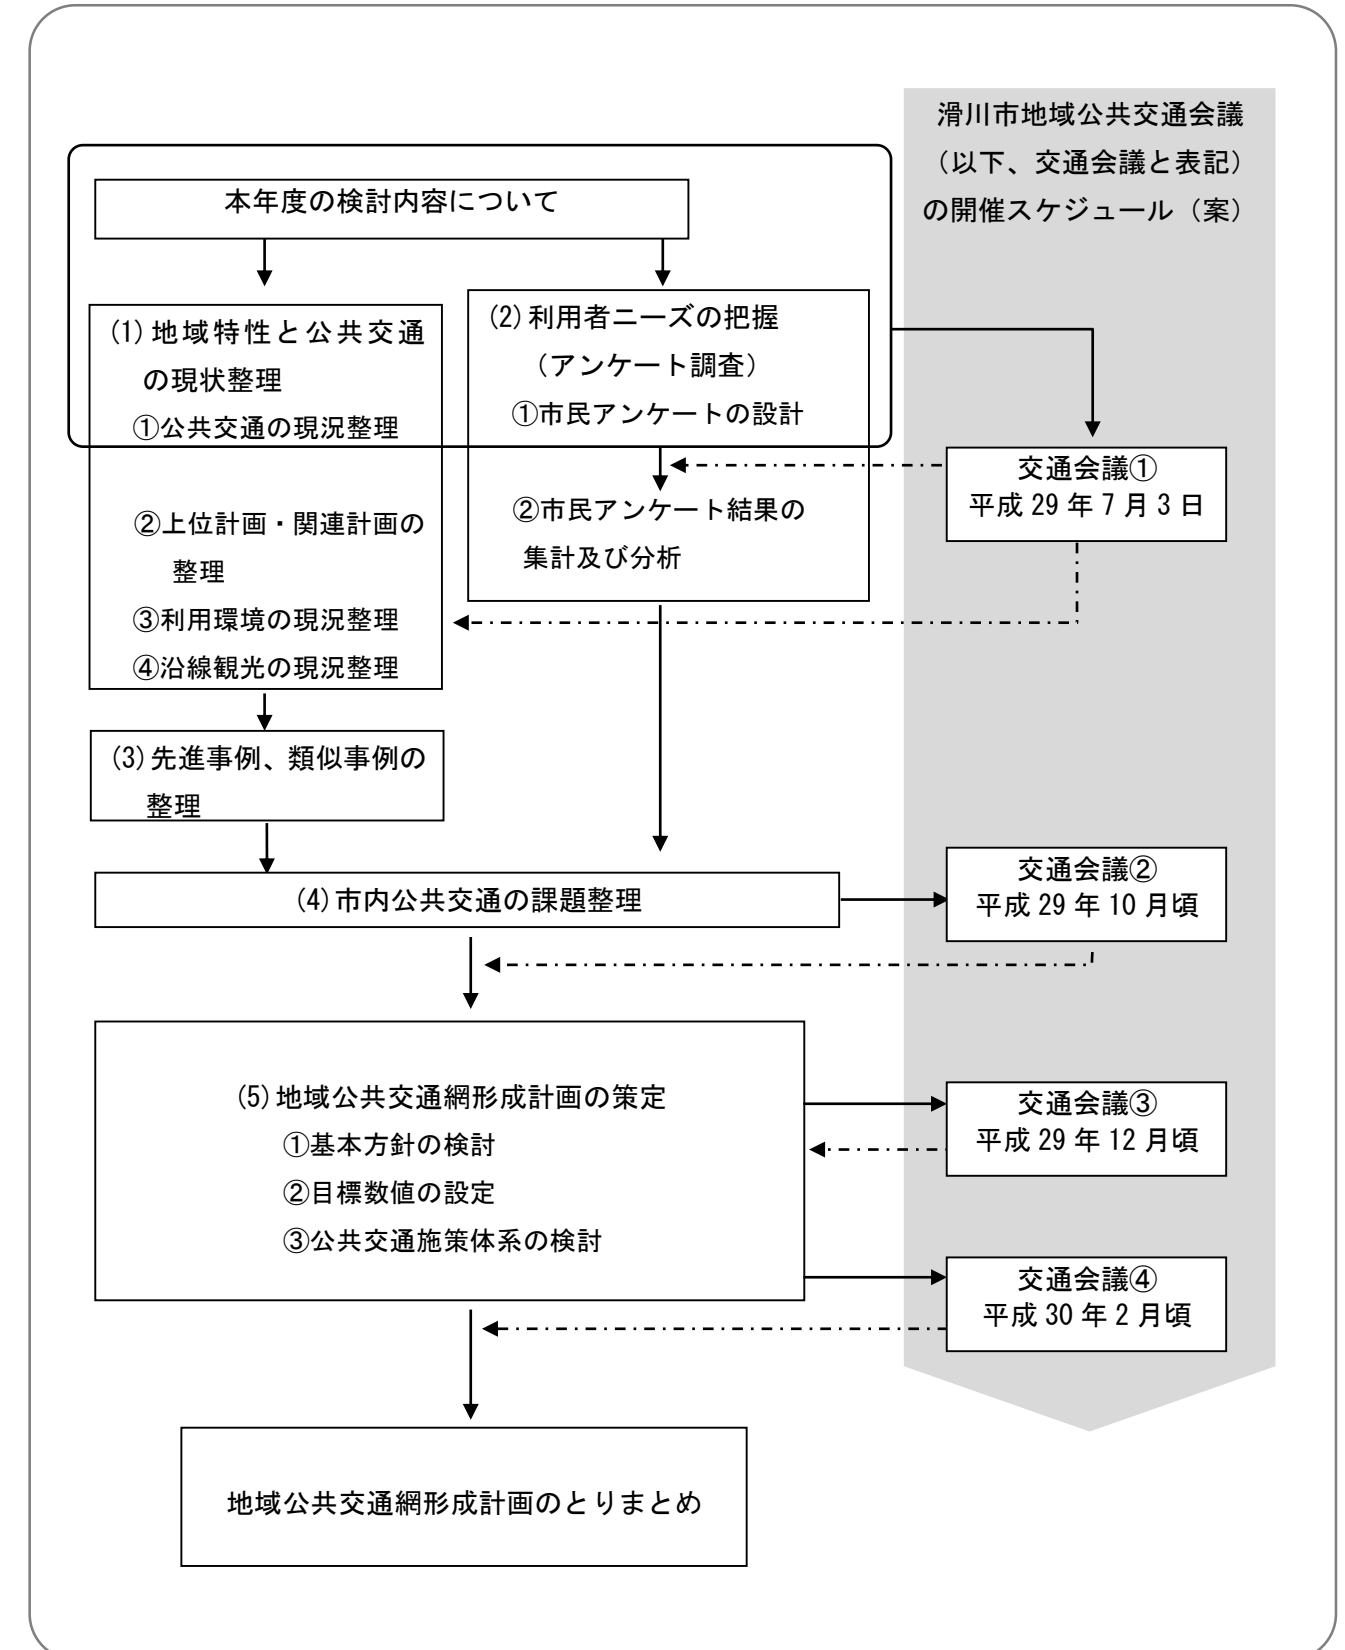 滑川市地域公共交通会議
（以下、交通会議と表記）
の開催スケジュール（案）
本年度の検討内容について
(1)地域特性と公共交通
の現状整理
①公共交通の現況整理
②上位計画・関連計画の
整理
③利用環境の現況整理
④沿線観光の現況整理
(2)利用者ニーズの把握
（アンケート調査）
①市民アンケートの設計
②市民アンケート結果の
集計及び分析
交通会議①
平成 29 年 7 月 3 日
(3)先進事例、類似事例の
整理
(4)市内公共交通の課題整理
交通会議②
平成 29 年 10 月頃
(5)地域公共交通網形成計画の策定
①基本方針の検討
②目標数値の設定
③公共交通施策体系の検討
交通会議③
平成 29 年 12 月頃
交通会議④
平成 30 年 2 月頃
地域公共交通網形成計画のとりまとめ